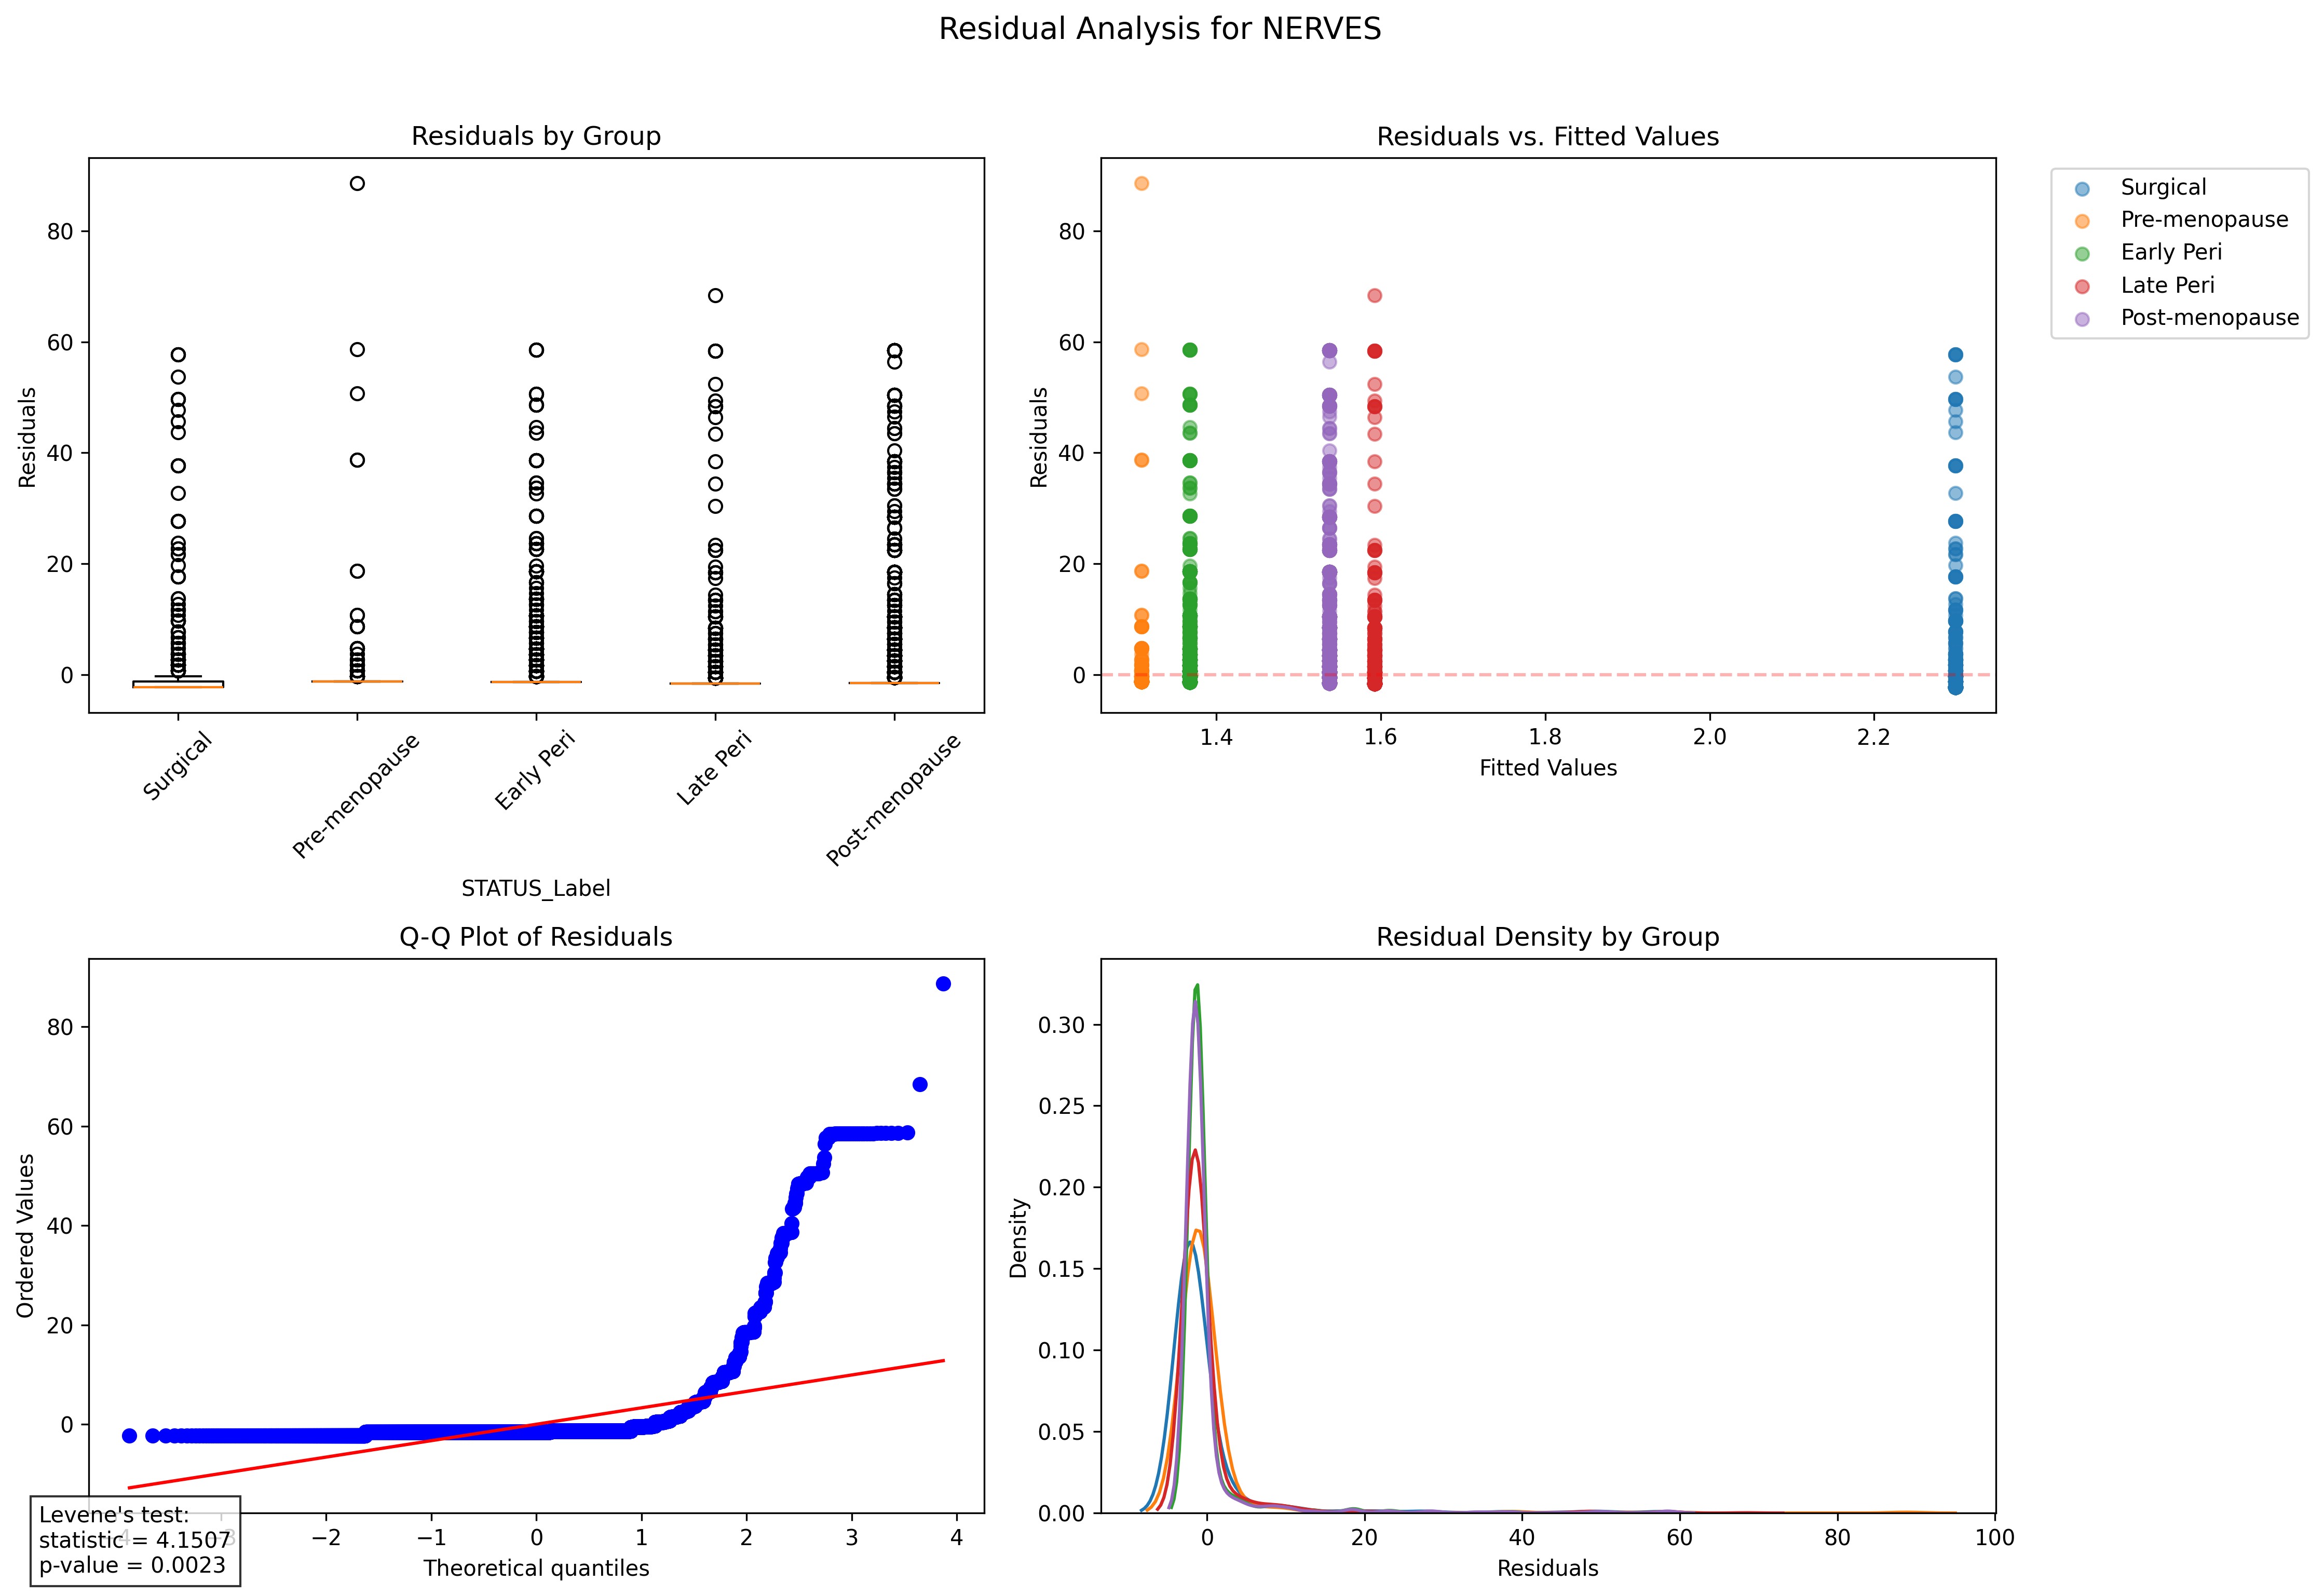 Residual Analysis for NERVES
Residuals by Group
Residuals
80
60
40
20
0
Surgical
Pre-menopause
Early Peri
Late Peri
Post-menopause
STATUS_Label
Residuals vs. Fitted Values
Residuals
80
60
40
20
0
1.4
1.6
1.8
2.0
2.2
Fitted Values
Surgical
Pre-menopause
Early Peri
Late Peri
Post-menopause
Q-Q Plot of Residuals
Ordered Values
80
60
40
20
0
−4
−3
−2
−1
0
1
2
3
4
Theoretical quantiles
Levene's test:
statistic = 4.1507
p-value = 0.0023
Residual Density by Group
Density
0.30
0.25
0.20
0.15
0.10
0.05
0.00
0
20
40
60
80
100
Residuals